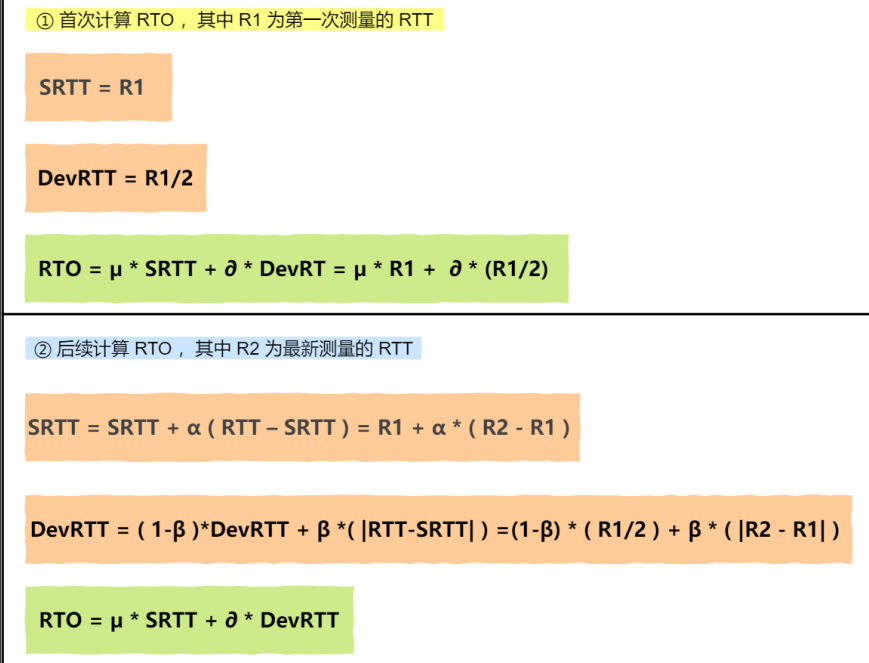 ① 首次计算 RTO ，其中 R1 为第一次测量的 RTT
SRTT = R1
DevRTT = R1/2
RTO = μ * SRTT + ∂ * DevRT = μ * R1 + ∂ * (R1/2)
② 后续计算 RTO ，其中 R2 为最新测量的 RTT
SRTT = SRTT + α ( RTT – SRTT ) = R1 + α * ( R2 - R1 )
DevRTT = ( 1-β )*DevRTT + β *( |RTT-SRTT| ) =(1-β) * ( R1/2 ) + β * ( |R2 - R1| )
RTO = μ * SRTT + ∂ * DevRTT